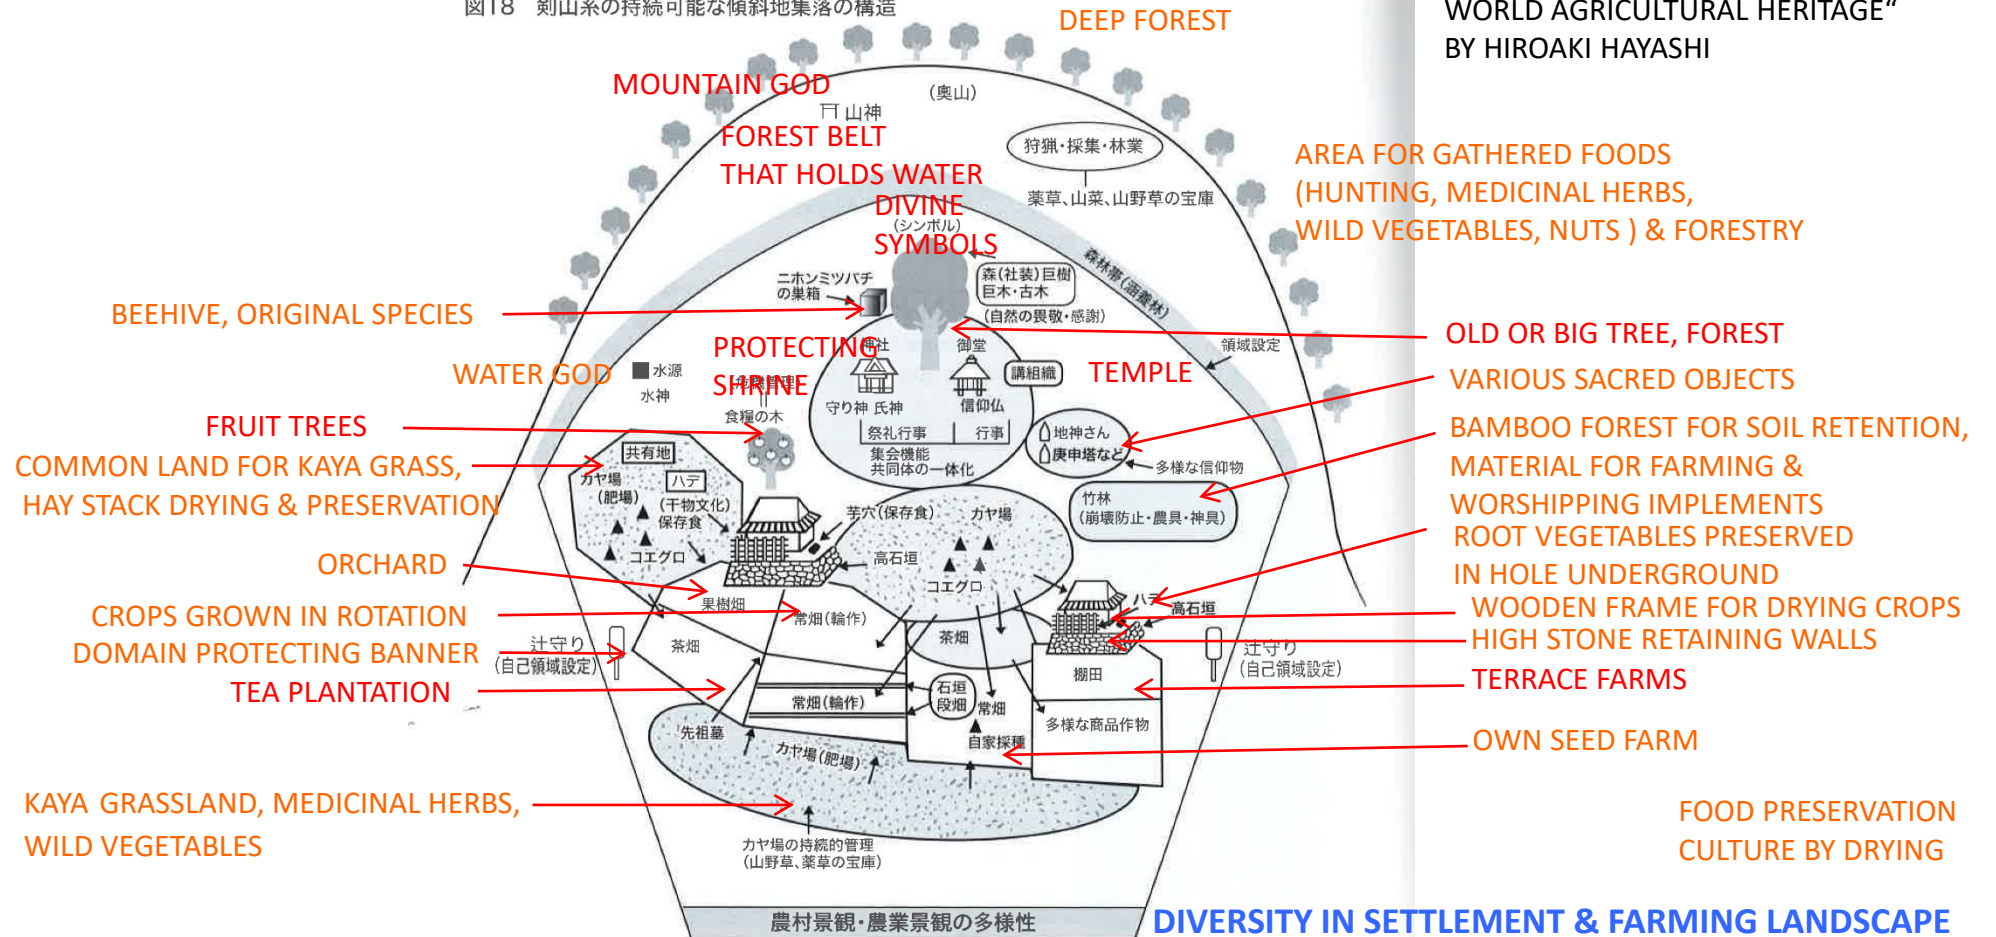 図18 剣山系の持続可能な傾斜地集落の構造
WORLD AGRICULTURAL HERITAGE“
BY HIROAKI HAYASHI
DEEP FOREST
MOUNTAIN GOD
(奥山)
山神
FOREST BELT
THAT HOLDS WATER
狩猟・採集・林業
薬草、山菜、山野草の宝庫
AREA FOR GATHERED FOODS
(HUNTING, MEDICINAL HERBS,
WILD VEGETABLES, NUTS ) & FORESTRY
DIVINE
(シンボル)
SYMBOLS
森林帯(涵養林)
ニホンミツバチ
の巣箱
森(社装)巨樹
巨木・古木
(自然の畏敬・感謝)
BEEHIVE, ORIGINAL SPECIES
OLD OR BIG TREE, FOREST
PROTECTING
SHRINE
神社
御堂
講組織
TEMPLE
領域設定
WATER GOD
水源
水神
危機管理
食糧の木
守り神 氏神
信仰仏
祭礼行事
行事
集会機能
共同体の一体化
VARIOUS SACRED OBJECTS
地神さん
庚申塔など
多様な信仰物
FRUIT TREES
COMMON LAND FOR KAYA GRASS,
HAY STACK DRYING & PRESERVATION
共有地
カヤ場
(肥場)
ハデ
(干物文化)
保存食
コエグロ
BAMBOO FOREST FOR SOIL RETENTION,
MATERIAL FOR FARMING &
WORSHIPPING IMPLEMENTS
竹林
(崩壊防止・農具・神具)
芋穴(保存食)
カヤ場
高石垣
コエグロ
ROOT VEGETABLES PRESERVED
IN HOLE UNDERGROUND
ORCHARD
果樹畑
CROPS GROWN IN ROTATION
常畑(輪作)
ハデ
高石垣
WOODEN FRAME FOR DRYING CROPS
HIGH STONE RETAINING WALLS
DOMAIN PROTECTING BANNER
辻守り
(自己領域設定)
茶畑
茶畑
辻守り
(自己領域設定)
TEA PLANTATION
棚田
TERRACE FARMS
常畑(輪作)
石垣
段畑
常畑
多様な商品作物
先祖墓
自家採種
OWN SEED FARM
カヤ場(肥場)
KAYA GRASSLAND, MEDICINAL HERBS,
WILD VEGETABLES
カヤ場の持続的管理
(山野草、薬草の宝庫)
FOOD PRESERVATION
CULTURE BY DRYING
農村景観・農業景観の多様性
DIVERSITY IN SETTLEMENT & FARMING LANDSCAPE